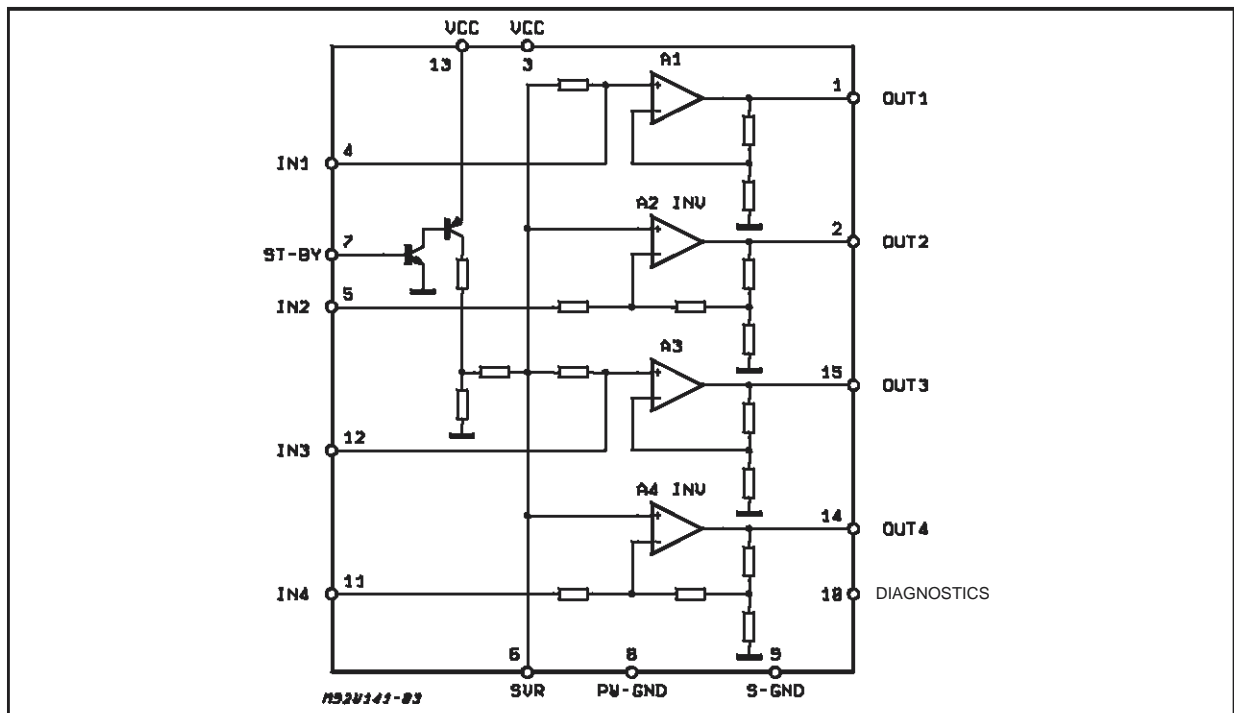 VCC VCC
13 3 A1
1 OUT1
4
IN1
A2 INV
2 OUT2
7
ST-BY
5
IN2
A3
15 OUT3
12
IN3
A4 INV
14 OUT4
11
IN4
10 DIAGNOSTICS
6 8 9
SVR PW-GND S-GND
M92W141-03